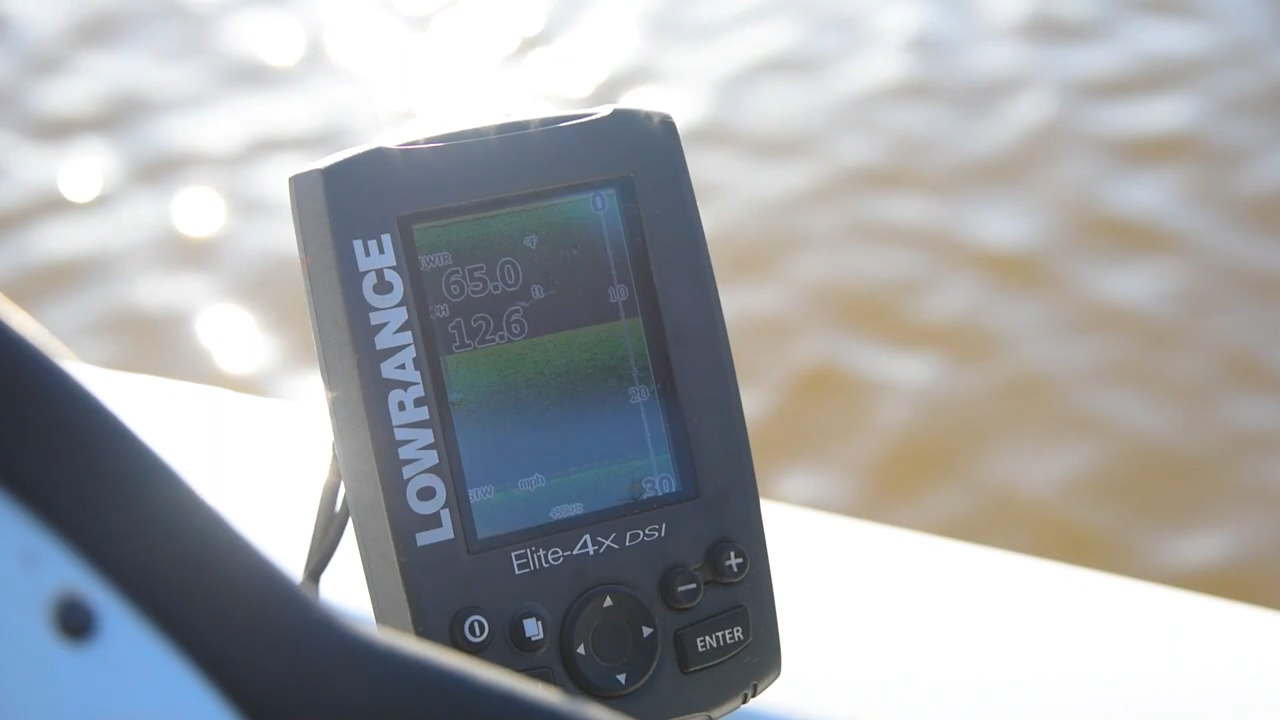 LOWRANCE
0
°F
WTR
65.0
10
ft
12.6
20
mph
30
Elite-4x DSI
ENTER